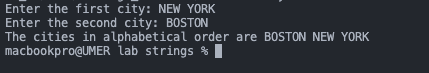 Enter the first city: NEW YORK
Enter the second city: BOSTON
The cities in alphabetical order are BOSTON NEW YORK
macbookpro@UMER lab strings %